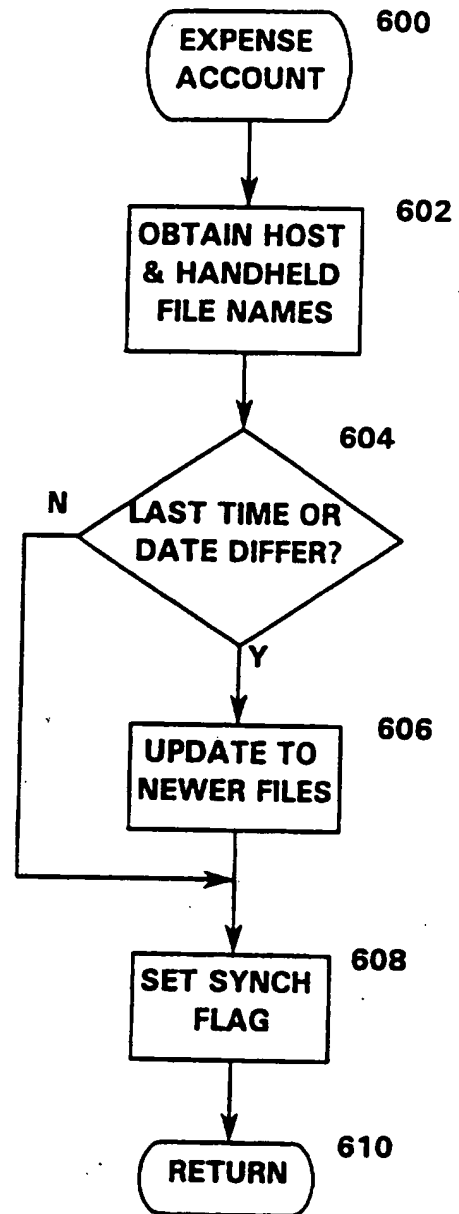 600
EXPENSE
ACCOUNT
602
OBTAIN HOST
& HANDHELD
FILE NAMES
604
N
LAST TIME OR
DATE DIFFER?
Y
606
UPDATE TO
NEWER FILES
608
SET SYNCH
FLAG
610
RETURN